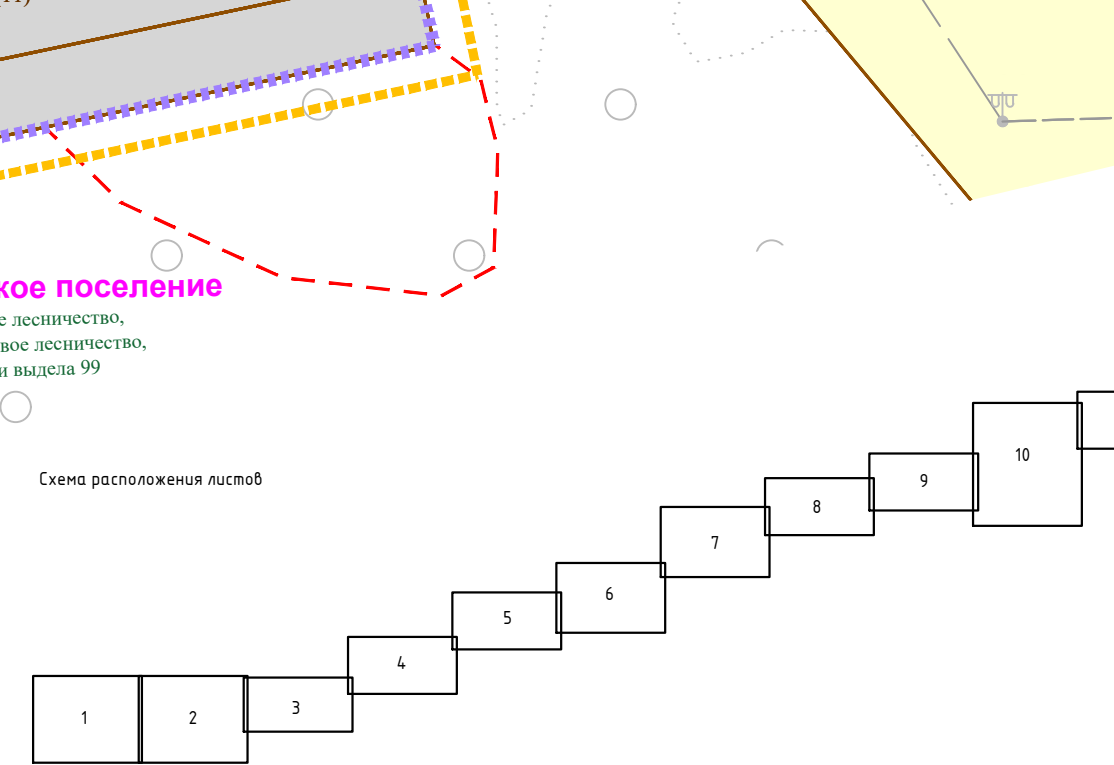 кое поселение
е лесничество,
вое лесничество,
и выдела 99
Схема расположения листов
10
9
8
7
6
5
4
3
1 2